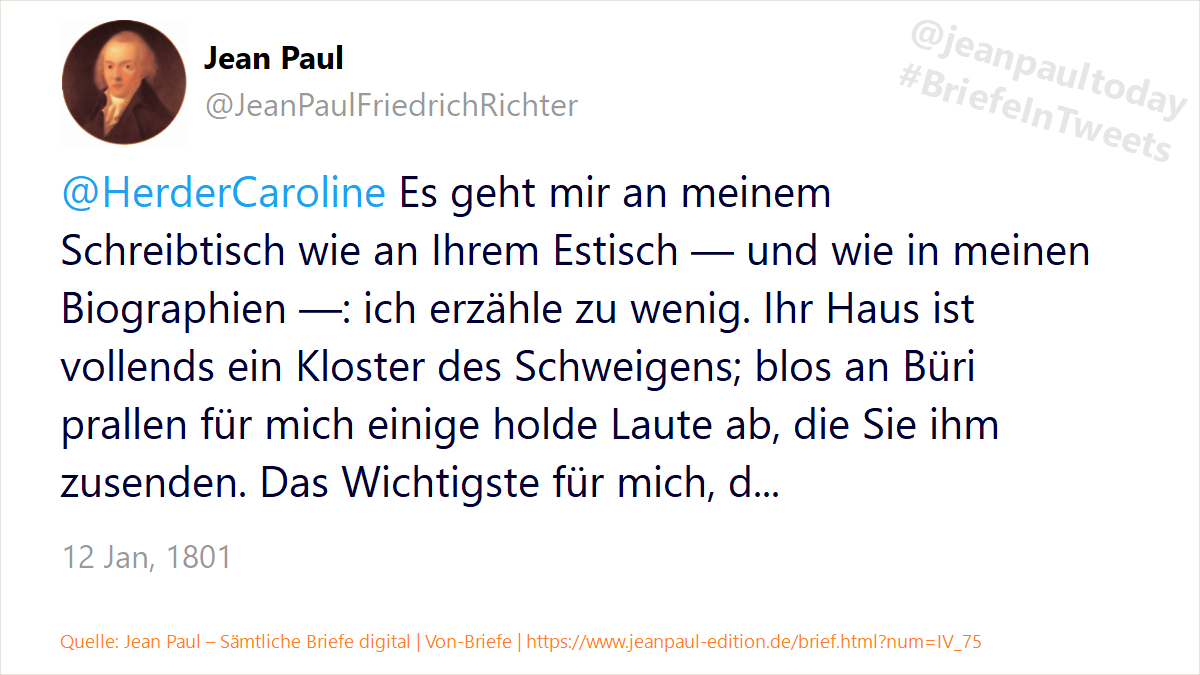 Jean Paul
@JeanPaulFriedrichRichter
@jeanpaultoday
#BriefeInTweets
@HerderCaroline Es geht mir an meinem
Schreibtisch wie an Ihrem Estisch — und wie in meinen
Biographien —: ich erzähle zu wenig. Ihr Haus ist
vollends ein Kloster des Schweigens; blos an Büri
prallen für mich einige holde Laute ab, die Sie ihm
zusenden. Das Wichtigste für mich, d...
12 Jan, 1801
Quelle: Jean Paul – Sämtliche Briefe digital | Von-Briefe | https://www.jeanpaul-edition.de/brief.html?num=IV_75